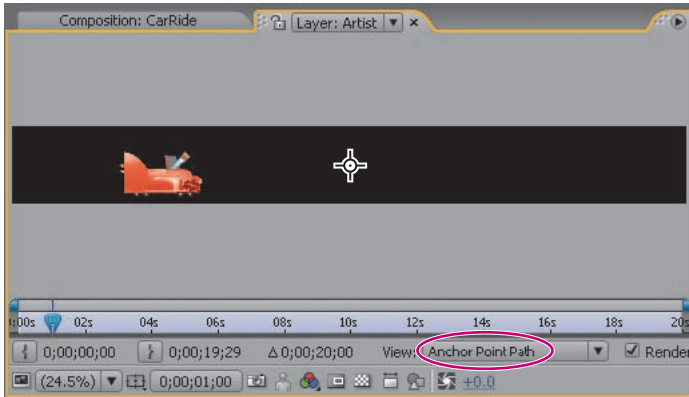 Composition: CarRide Layer: Artist
:00s 02s 04s 06s 08s 10s 12s 14s 16s 18s 20s
0;00;00;00 0;00;19;29 Δ 0;00;20;00 View: Anchor Point Path Render
(24.5%) 0;00;01;00 +0.0